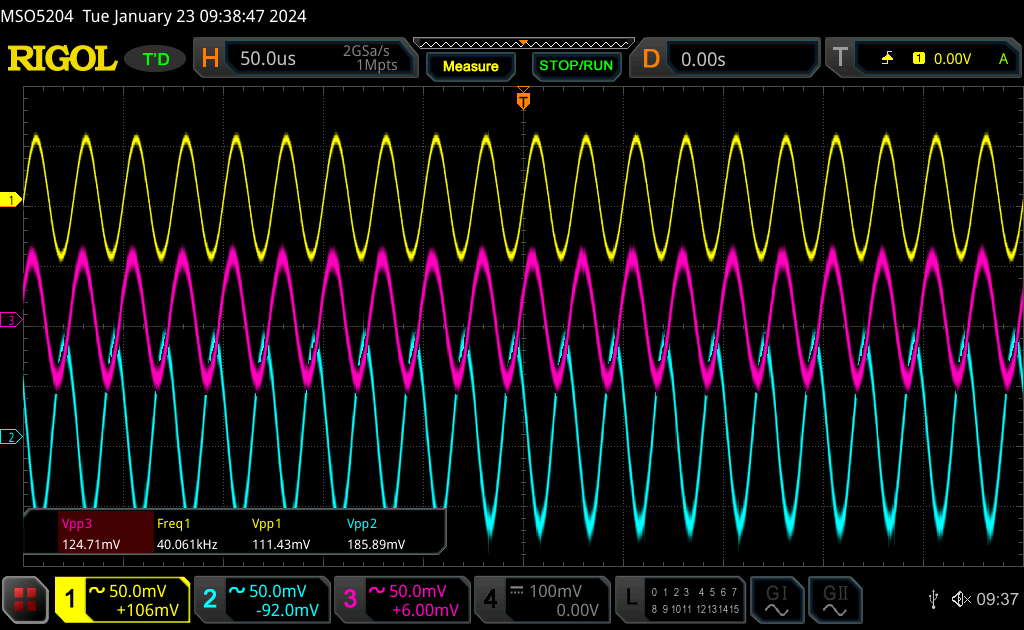 MSO5204 Tue January 23 09:38:47 2024
RIGOL T'D H 50.0us 2GSa/s 1Mpts Measure STOP/RUN D 0.00s T 1 0.00V A
T
1
3
2
Vpp3 Freq1 Vpp1 Vpp2
124.71mV 40.061kHz 111.43mV 185.89mV
1 50.0mV +106mV 2 50.0mV -92.0mV 3 50.0mV +6.00mV 4 100mV 0.00V L 0 1 2 3 4 5 6 7 GI GII 09:37
8 9 10 11 12 13 14 15